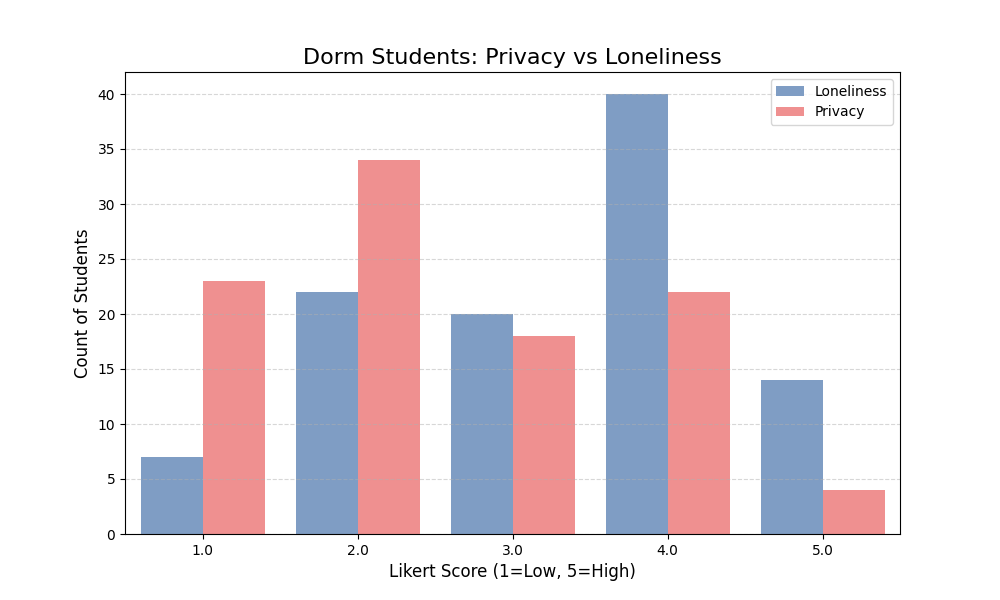 Dorm Students: Privacy vs Loneliness
Loneliness
Privacy
Count of Students
40
35
30
25
20
15
10
5
0
1.0 2.0 3.0 4.0 5.0
Likert Score (1=Low, 5=High)